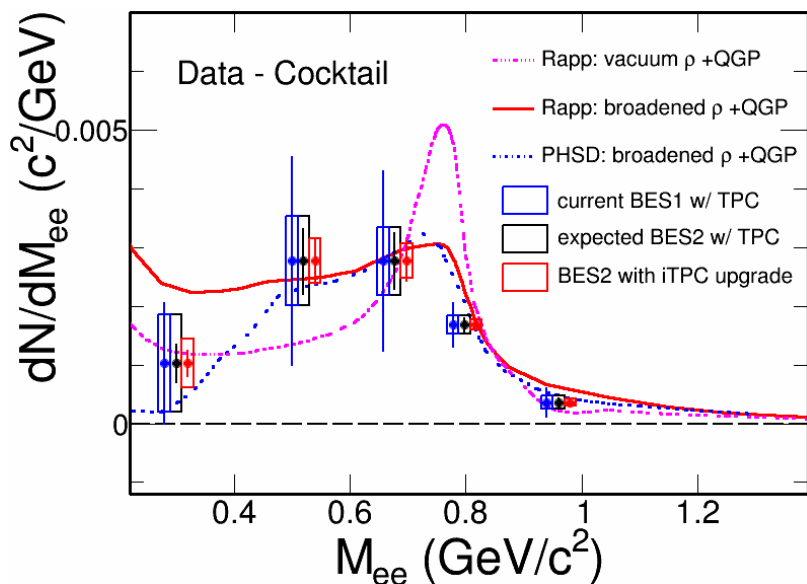 Data - Cocktail
Rapp: vacuum ρ +QGP
Rapp: broadened ρ +QGP
PHSD: broadened ρ +QGP
current BES1 w/ TPC
expected BES2 w/ TPC
BES2 with iTPC upgrade
dN/dM_ee (c²/GeV)
0.005
0
0.4 0.6 0.8 1 1.2
M_ee (GeV/c²)